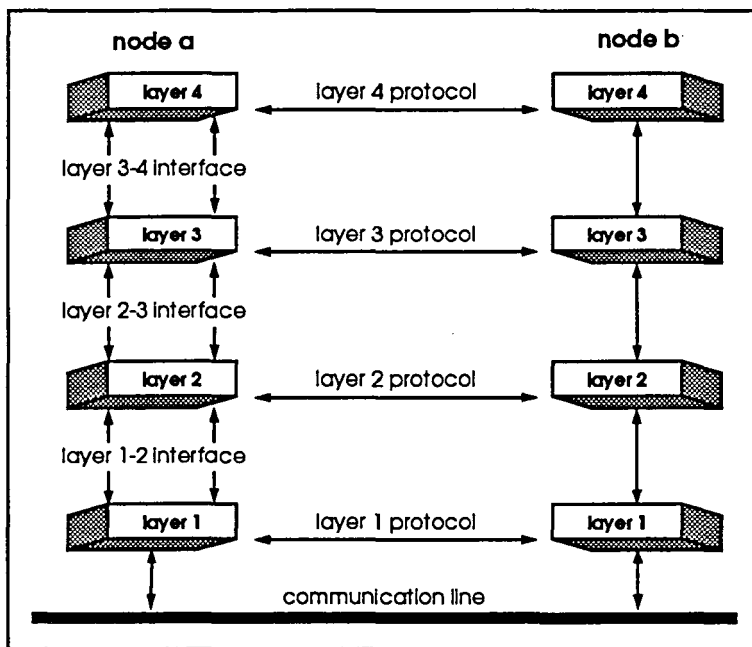 node a
node b
layer 4
layer 4 protocol
layer 4
layer 3-4 interface
layer 3
layer 3 protocol
layer 3
layer 2-3 interface
layer 2
layer 2 protocol
layer 2
layer 1-2 interface
layer 1
layer 1 protocol
layer 1
communication line